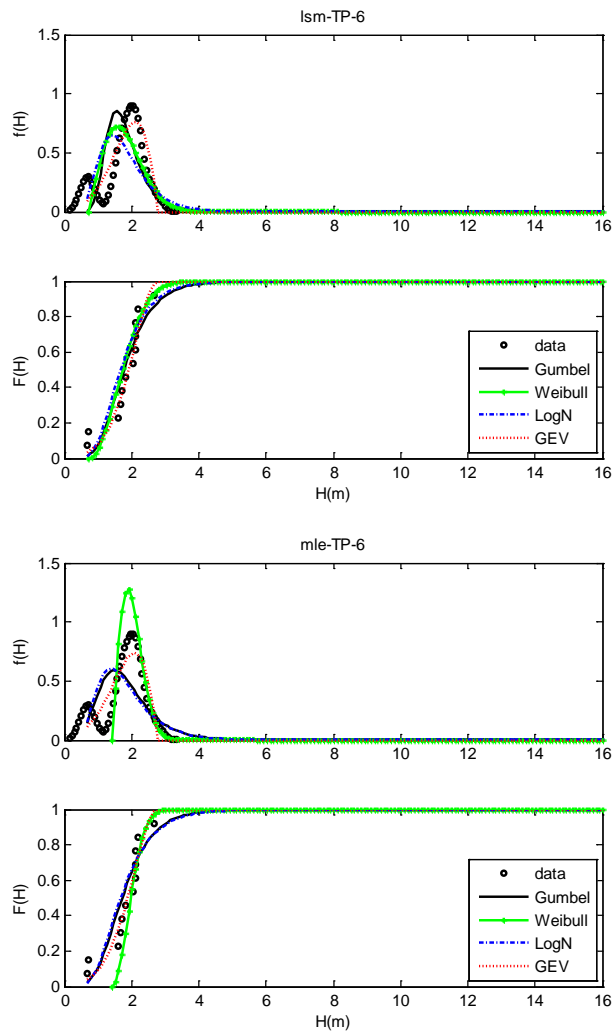 lsm-TP-6
1.5
1
0.5
0
f(H)
0 2 4 6 8 10 12 14 16
1
0.8
0.6
0.4
0.2
0
F(H)
data
Gumbel
Weibull
LogN
GEV
0 2 4 6 8 10 12 14 16
H(m)
mle-TP-6
1.5
1
0.5
0
f(H)
0 2 4 6 8 10 12 14 16
1
0.8
0.6
0.4
0.2
0
F(H)
data
Gumbel
Weibull
LogN
GEV
0 2 4 6 8 10 12 14 16
H(m)